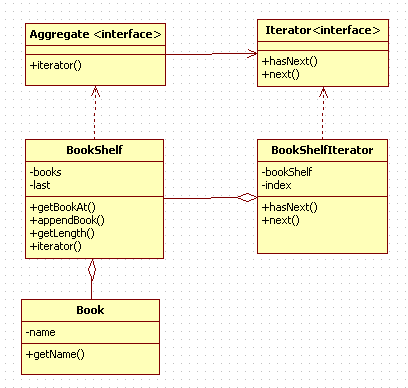 Aggregate <interface>
+iterator()
Iterator<interface>
+hasNext()
+next()
BookShelf
-books
-last
+getBookAt()
+appendBook()
+getLength()
+iterator()
BookShelfIterator
-bookShelf
-index
+hasNext()
+next()
Book
-name
+getName()